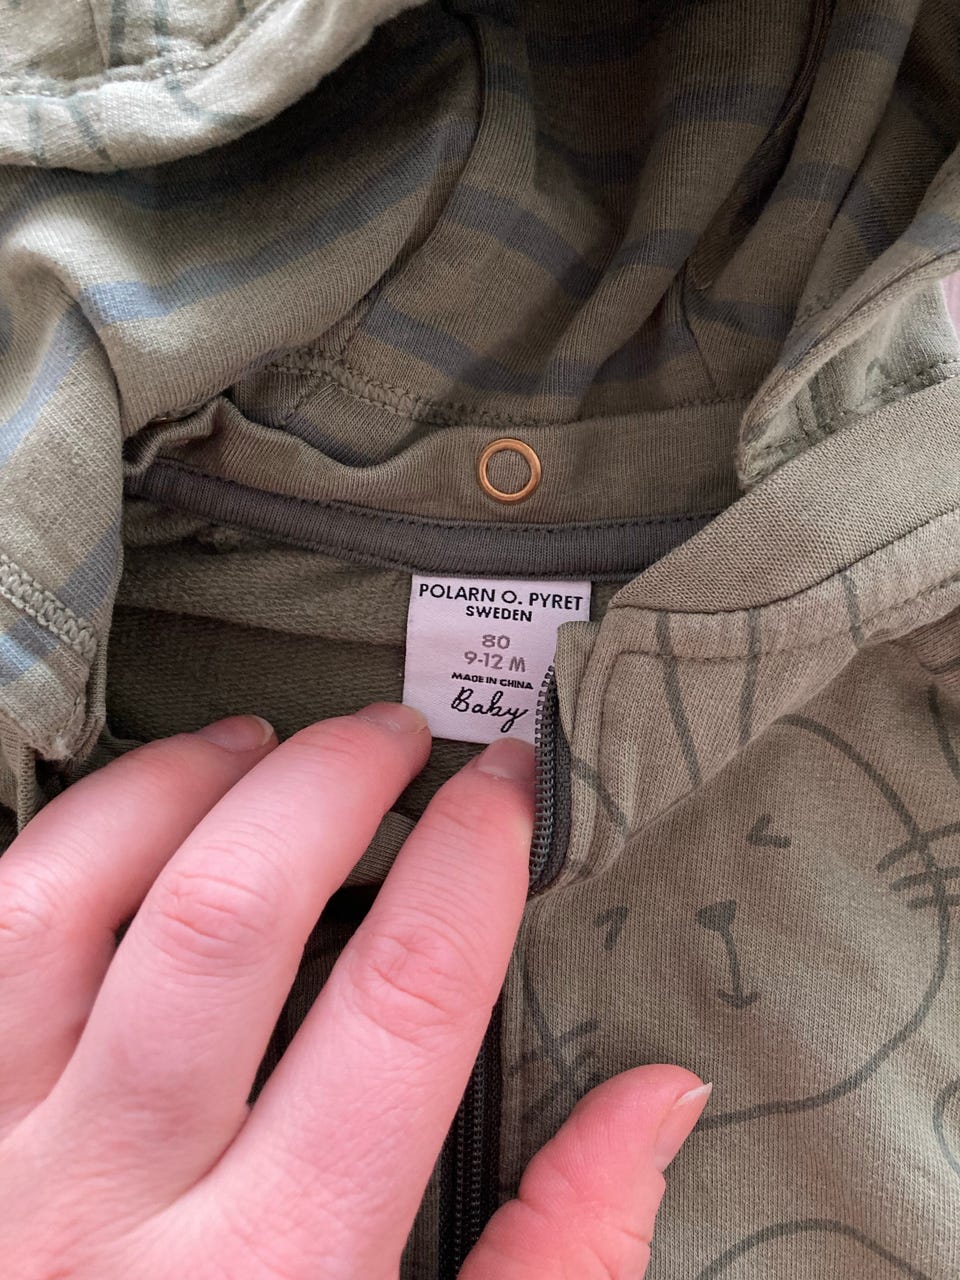 POLARN O. PYRET
SWEDEN
80
9-12 M
MADE IN CHINA
Baby